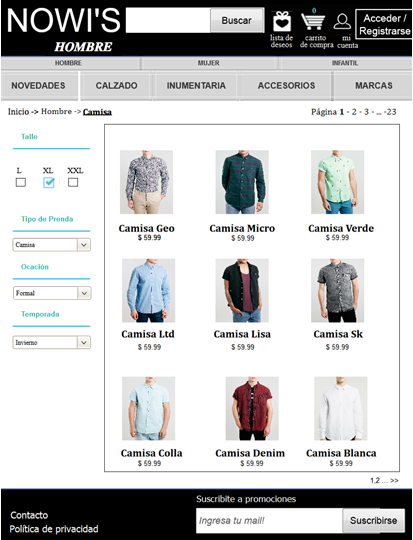 NOWI'S
HOMBRE
Buscar
lista de
deseos
0
carrito
de compra
mi
cuenta
Acceder /
Registrarse
HOMBRE MUJER INFANTIL
NOVEDADES CALZADO INUMENTARIA ACCESORIOS MARCAS
Inicio -> Hombre -> Camisa
Página 1 - 2 - 3 - ... -23
Talle
L XL XXL
Tipo de Prenda
Camisa
Ocación
Formal
Temporada
Invierno
Camisa Geo Camisa Micro Camisa Verde
$ 59.99 $ 59.99 $ 59.99
Camisa Ltd Camisa Lisa Camisa Sk
$ 59.99 $ 59.99 $ 59.99
Camisa Colla Camisa Denim Camisa Blanca
$ 59.99 $ 59.99 $ 59.99
1,2 ... >>
Suscribite a promociones
Contacto
Política de privacidad
Ingresa tu mail!
Suscribirse